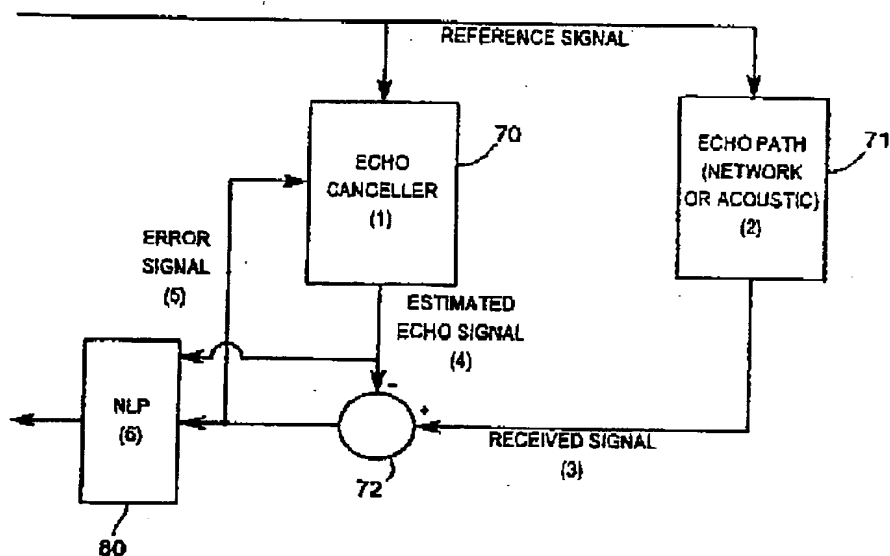 REFERENCE SIGNAL
ECHO
CANCELLER
(1)
70
ECHO PATH
(NETWORK
OR ACOUSTIC)
(2)
71
ERROR
SIGNAL
(5)
ESTIMATED
ECHO SIGNAL
(4)
-
+
NLP
(6)
RECEIVED SIGNAL
(3)
72
80